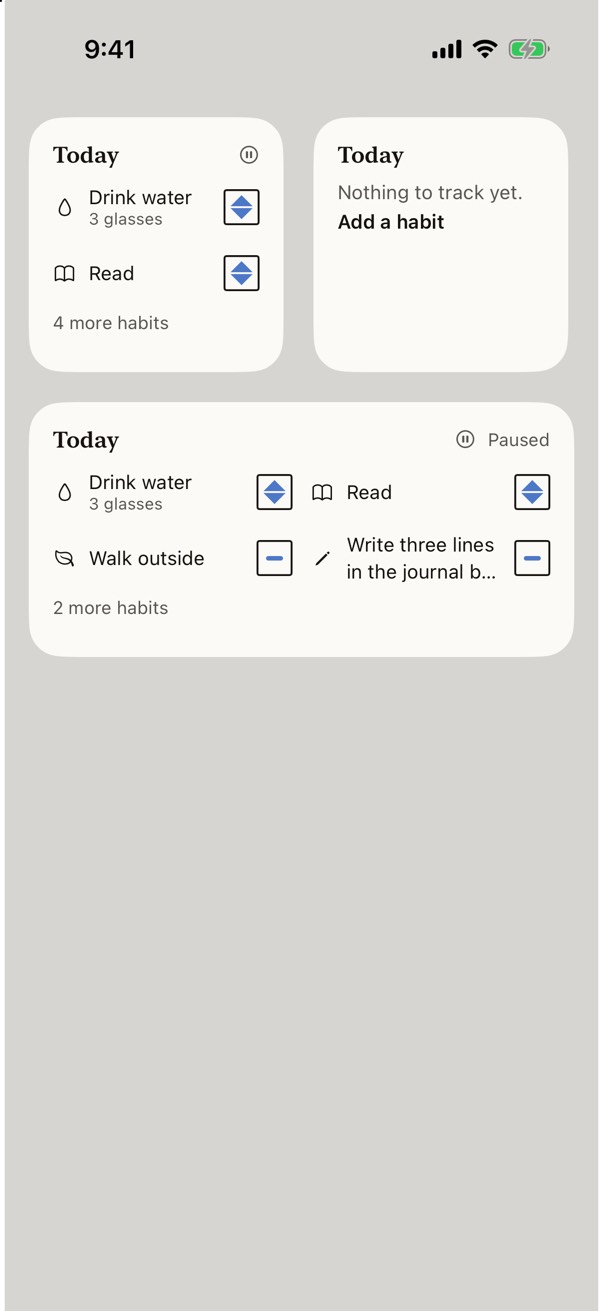 9:41
Today
Drink water
3 glasses
Read
4 more habits
Today
Nothing to track yet.
Add a habit
Today
Paused
Drink water
3 glasses
Read
Walk outside
Write three lines
in the journal b...
2 more habits